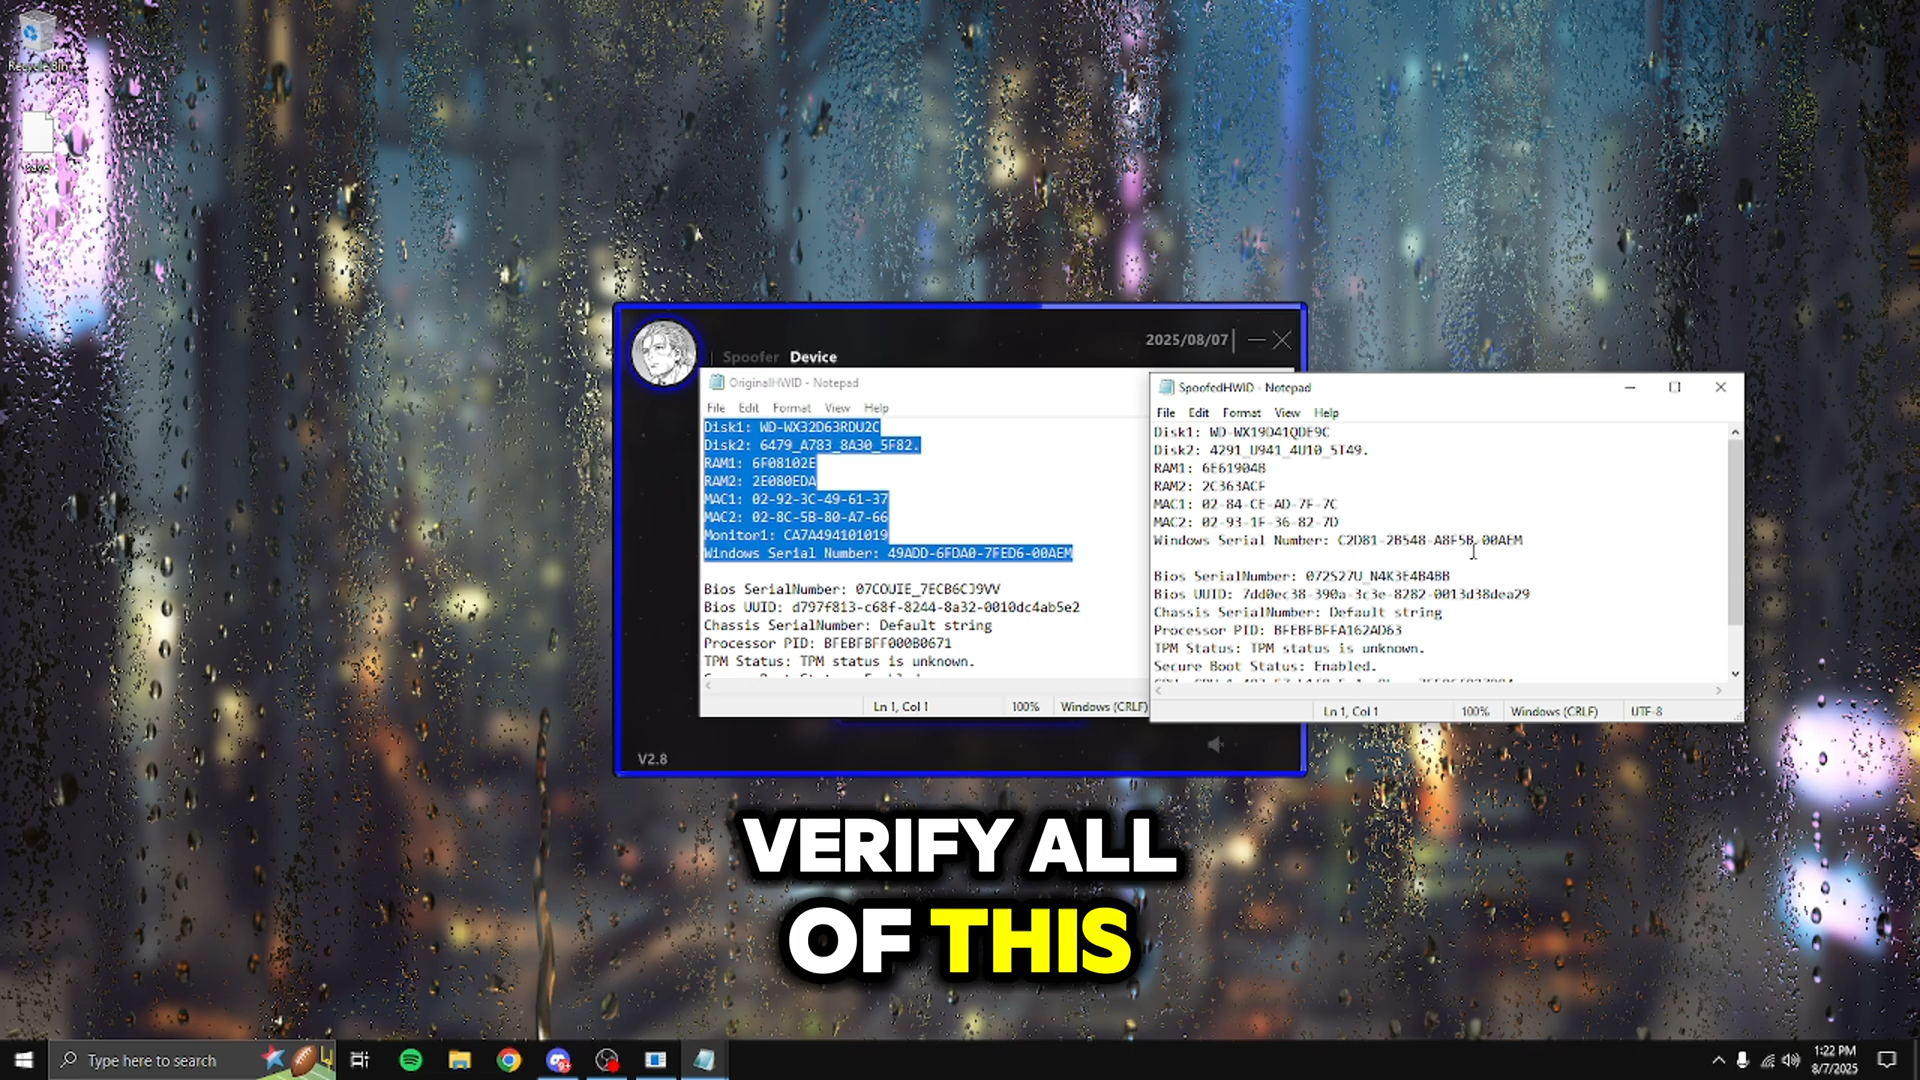 Recycle Bin
save
Spoofer Device
2025/08/07
OriginalHWID - Notepad
File Edit Format View Help
Disk1: WD-WX32D63RDU2C
Disk2: 6479_A783_8A30_5F82.
RAM1: 6F08102E
RAM2: 2E080EDA
MAC1: 02-92-3C-49-61-37
MAC2: 02-8C-5B-80-A7-66
Monitor1: CA7A494101019
Windows Serial Number: 49ADD-6FDA0-7FED6-00AEM
Bios SerialNumber: 07COUIE_7ECB6CJ9VV
Bios UUID: d797f813-c68f-8244-8a32-0010dc4ab5e2
Chassis SerialNumber: Default string
Processor PID: BFEBFBFF000B0671
TPM Status: TPM status is unknown.
Ln 1, Col 1 100% Windows (CRLF)
SpoofedHWID - Notepad
File Edit Format View Help
Disk1: WD-WX19D41QDE9C
Disk2: 4291_U941_4U10_5T49.
RAM1: 6E619048
RAM2: 2C363ACF
MAC1: 02-84-CE-AD-7F-7C
MAC2: 02-93-1F-36-82-7D
Windows Serial Number: C2D81-2B548-A8F5B-00AEM
Bios SerialNumber: 072S27U_N4K3E4B4BB
Bios UUID: 7dd0ec38-390a-3c3e-8282-0013d38dea29
Chassis SerialNumber: Default string
Processor PID: BFEBFBFFA162AD63
TPM Status: TPM status is unknown.
Secure Boot Status: Enabled.
Ln 1, Col 1 100% Windows (CRLF) UTF-8
V2.8
VERIFY ALL
OF THIS
Type here to search
1:22 PM
8/7/2025